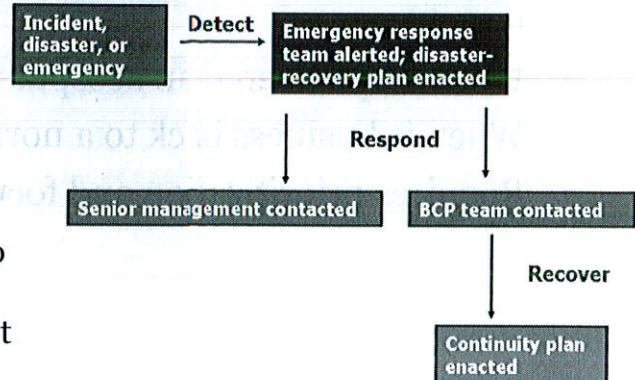 Incident,
disaster, or
emergency
Detect
Emergency response
team alerted; disaster-
recovery plan enacted
Respond
Senior management contacted
BCP team contacted
Recover
Continuity plan
enacted